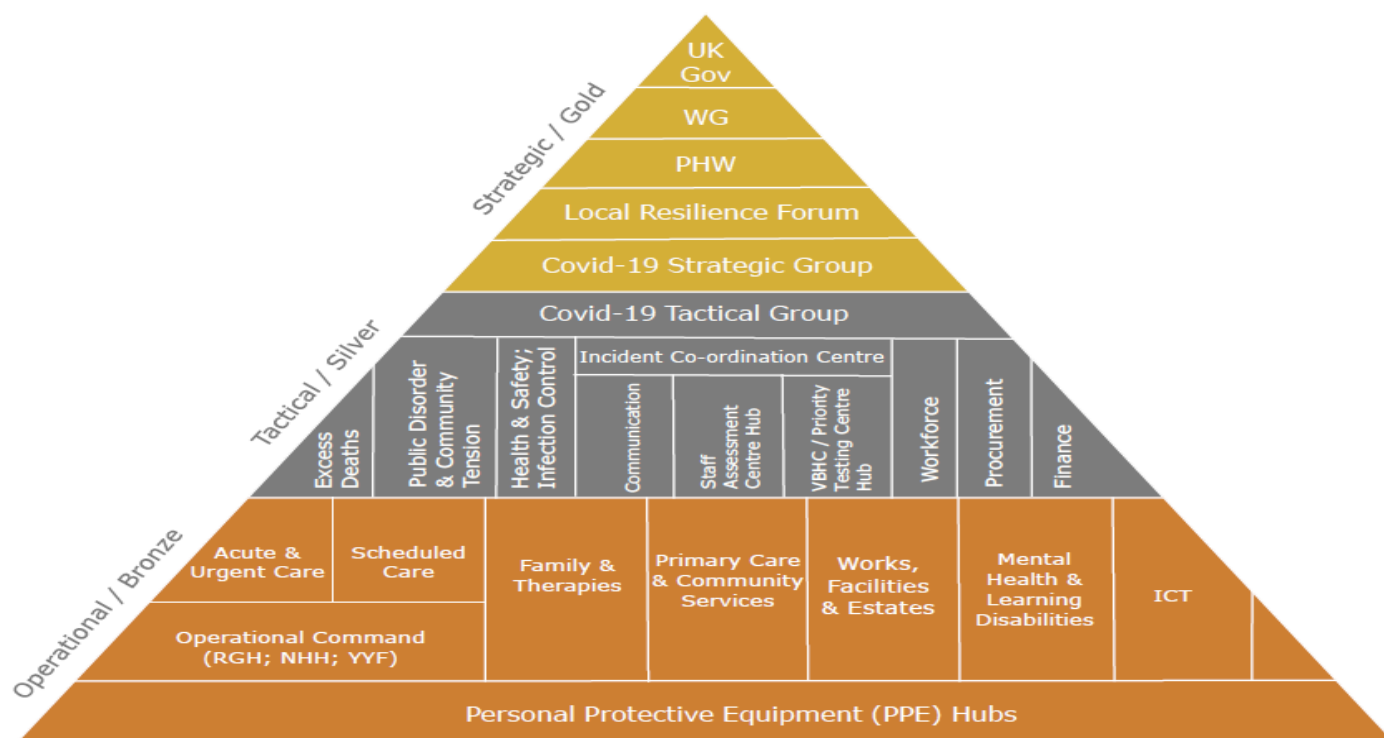 UK
Gov
WG
PHW
Local Resilience Forum
Covid-19 Strategic Group
Strategic / Gold
Covid-19 Tactical Group
Tactical / Silver
Excess
Deaths
Public Disorder
& Community
Tension
Health & Safety;
Infection Control
Incident Co-ordination Centre
Communication
Staff
Assessment
Centre Hub
VBHC / Priority
Testing Centre
Hub
Workforce
Procurement
Finance
Operational / Bronze
Acute &
Urgent Care
Scheduled
Care
Operational Command
(RGH; NHH; YYF)
Family &
Therapies
Primary Care
& Community
Services
Works,
Facilities
& Estates
Mental
Health &
Learning
Disabilities
ICT
Personal Protective Equipment (PPE) Hubs